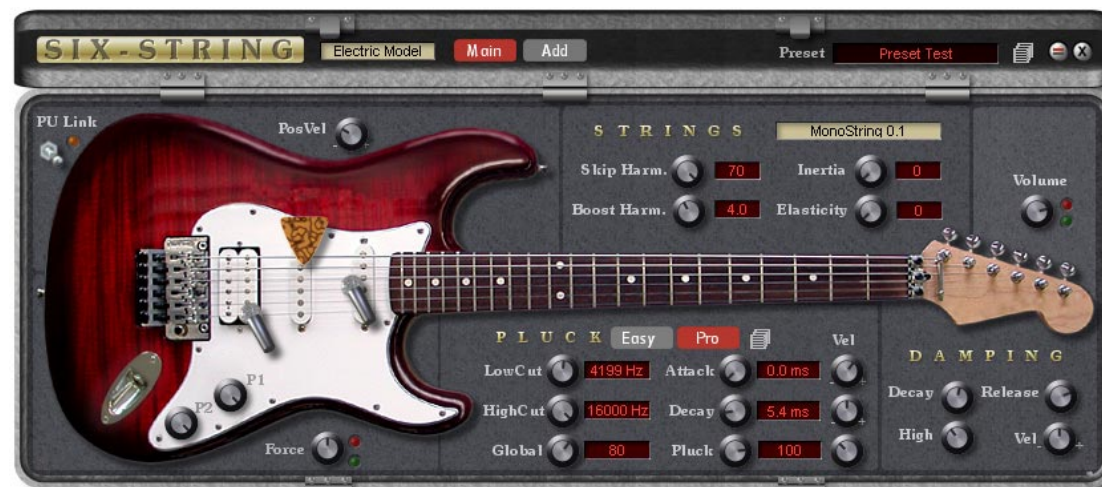 SIX-STRING Electric Model Main Add Preset Preset Test X
PU Link
PosVel
- +
STRINGS MonoString 0.1
Skip Harm. 70 Inertia 0
Boost Harm. 4.0 Elasticity 0
Volume
PLUCK Easy Pro Vel
LowCut 4199 Hz Attack 0.0 ms
- +
HighCut 16000 Hz Decay 5.4 ms
- +
Global 80 Pluck 100
P1
P2
Force
DAMPING
Decay Release
High Vel
- +